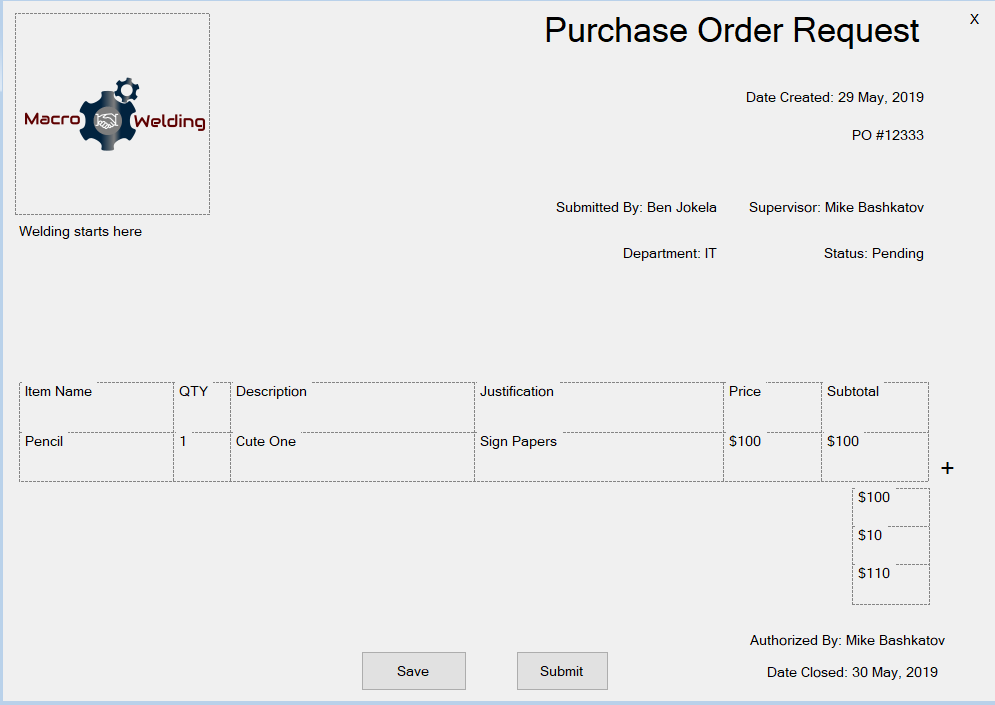 Purchase Order Request
X
Date Created: 29 May, 2019
PO #12333
Macro Welding
Submitted By: Ben Jokela Supervisor: Mike Bashkatov
Welding starts here
Department: IT Status: Pending
Item Name QTY Description Justification Price Subtotal
Pencil 1 Cute One Sign Papers $100 $100
+
$100
$10
$110
Authorized By: Mike Bashkatov
Save Submit Date Closed: 30 May, 2019